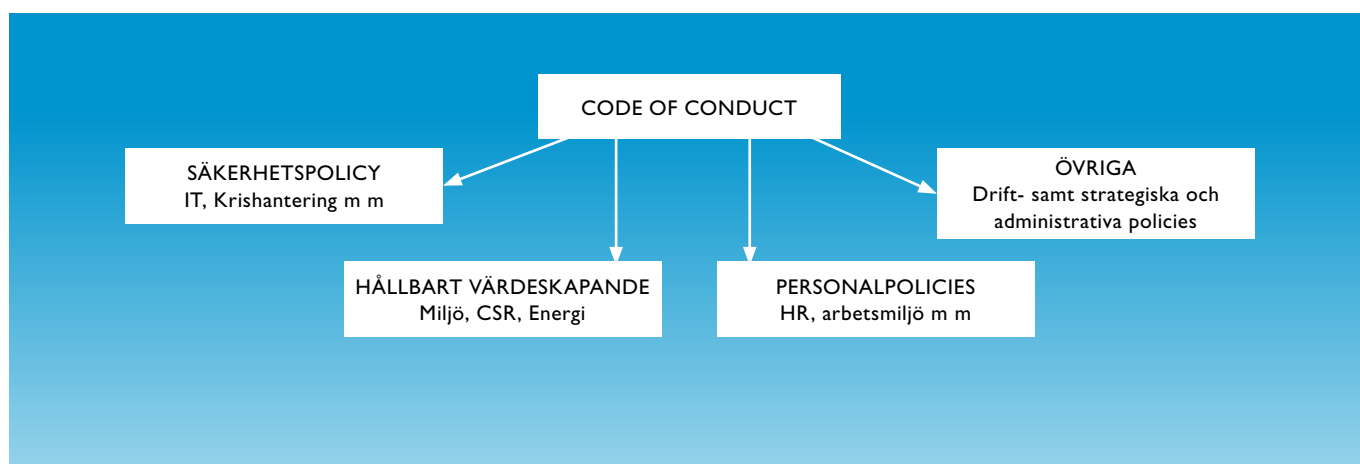 CODE OF CONDUCT
SÄKERHETSPOLICY
IT, Krishantering m m
ÖVRIGA
Drift- samt strategiska och
administrativa policies
HÅLLBART VÄRDESKAPANDE
Miljö, CSR, Energi
PERSONALPOLICIES
HR, arbetsmiljö m m